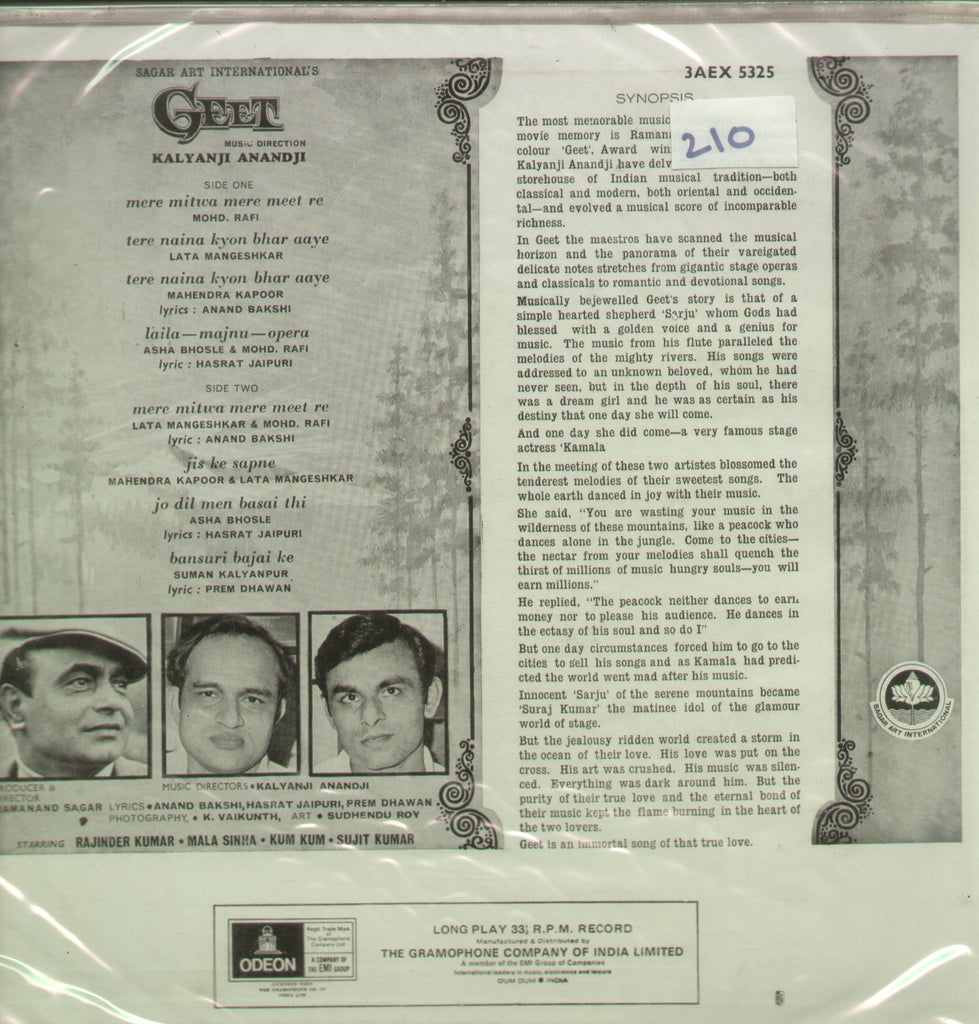 SAGAR ART INTERNATIONAL'S
GEET
MUSIC DIRECTION
KALYANJI ANANDJI
SIDE ONE
mere mitwa mere meet re
MOHD. RAFI
tere naina kyon bhar aaye
LATA MANGESHKAR
tere naina kyon bhar aaye
MAHENDRA KAPOOR
lyrics : ANAND BAKSHI
laila—majnu—opera
ASHA BHOSLE & MOHD. RAFI
lyric : HASRAT JAIPURI
SIDE TWO
mere mitwa mere meet re
LATA MANGESHKAR & MOHD. RAFI
lyric : ANAND BAKSHI
jis ke sapne
MAHENDRA KAPOOR & LATA MANGESHKAR
jo dil men basai thi
ASHA BHOSLE
lyrics : HASRAT JAIPURI
bansuri bajai ke
SUMAN KALYANPUR
lyric : PREM DHAWAN
MUSIC DIRECTORS • KALYANJI ANANDJI
RAMANAND SAGAR LYRICS • ANAND BAKSHI, HASRAT JAIPURI, PREM DHAWAN
PHOTOGRAPHY, • K. VAIKUNTH, ART • SUDHENDU ROY
STARRING RAJINDER KUMAR • MALA SINHA • KUM KUM • SUJIT KUMAR
3AEX 5325
SYNOPSIS
210
The most memorable music
movie memory is
colour 'Geet'. Award
Kalyanji Anandji have
storehouse of Indian musical tradition—both
classical and modern, both oriental and occiden-
tal—and evolved a musical score of incomparable
richness.
In Geet the maestros have scanned the musical
horizon and the panorama of their vareigated
delicate notes stretches from gigantic stage operas
and classicals to romantic and devotional songs.
Musically bejewelled Geet's story is that of a
simple hearted shepherd 'Sarju' whom Gods had
blessed with a golden voice and a genius for
music. The music from his flute paralleled the
melodies of the mighty rivers. His songs were
addressed to an unknown beloved, whom he had
never seen, but in the depth of his soul, there
was a dream girl and he was as certain as his
destiny that one day she will come.
And one day she did come—a very famous stage
actress 'Kamala
In the meeting of these two artistes blossomed the
tenderest melodies of their sweetest songs. The
whole earth danced in joy with their music.
She said, "You are wasting your music in the
wilderness of these mountains, like a peacock who
dances alone in the jungle. Come to the cities—
the nectar from your melodies shall quench the
thirst of millions of music hungry souls—you will
earn millions."
He replied, "The peacock neither dances to earn
money nor to please his audience. He dances in
the ectasy of his soul and so do I"
But one day circumstances forced him to go to the
cities to sell his songs and as Kamala had predi-
cted the world went mad after his music.
Innocent 'Sarju' of the serene mountains became
'Suraj Kumar' the matinee idol of the glamour
world of stage.
But the jealousy ridden world created a storm in
the ocean of their love. His love was put on the
cross. His art was crushed. His music was silen-
ced. Everything was dark around him. But the
purity of their true love and the eternal bond of
their music kept the flame burning in the heart of
the two lovers.
Geet is an immortal song of that true love.
SAGAR ART INTERNATIONAL
ODEON
Regd. Trade Mark of
The Gramophone
Company Ltd
A COMPANY OF
THE EMI GROUP
LONG PLAY 33⅓ R.P.M. RECORD
Manufactured & Distributed by
THE GRAMOPHONE COMPANY OF INDIA LIMITED
A member of the EMI Group of Companies
International leaders in music, electronics and leisure
DUM DUM • INDIA